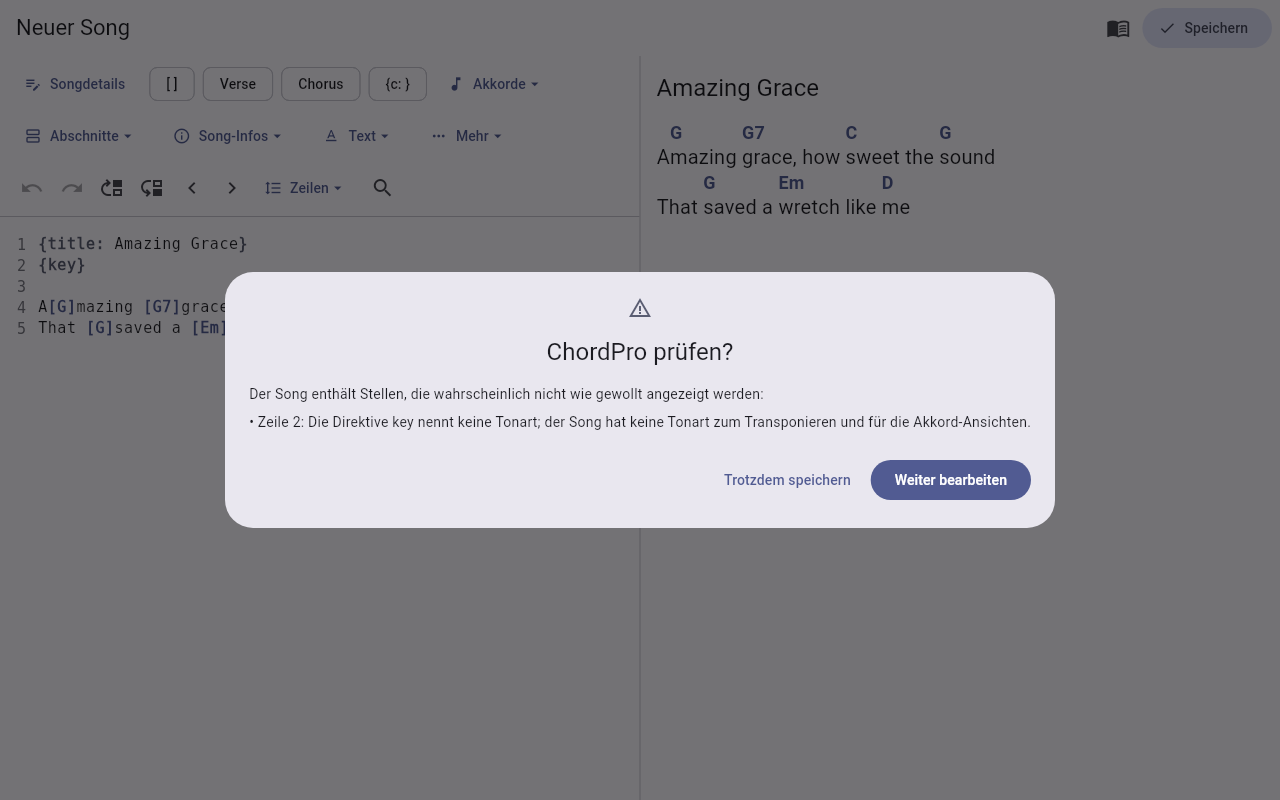 Neuer Song
Speichern
Songdetails
[ ]
Verse
Chorus
{c: }
Akkorde
Abschnitte
Song-Infos
Text
Mehr
Zeilen
1 {title: Amazing Grace}
2 {key}
3
4 A[G]mazing [G7]grace
5 That [G]saved a [Em]
Amazing Grace
G G7 C G
Amazing grace, how sweet the sound
G Em D
That saved a wretch like me
ChordPro prüfen?
Der Song enthält Stellen, die wahrscheinlich nicht wie gewollt angezeigt werden:
• Zeile 2: Die Direktive key nennt keine Tonart; der Song hat keine Tonart zum Transponieren und für die Akkord-Ansichten.
Trotzdem speichern
Weiter bearbeiten